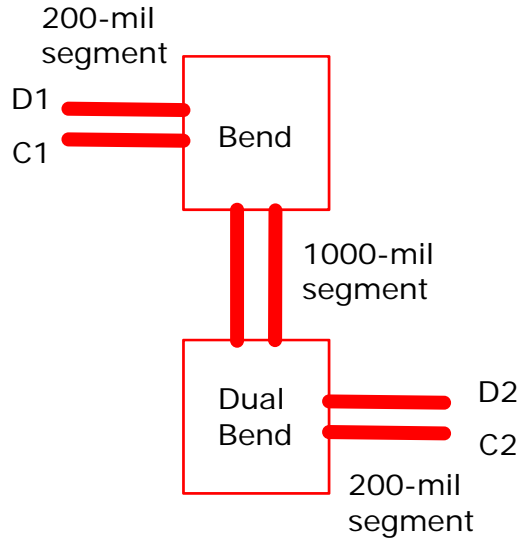 200-mil
segment
D1
C1
Bend
1000-mil
segment
Dual
Bend
D2
C2
200-mil
segment